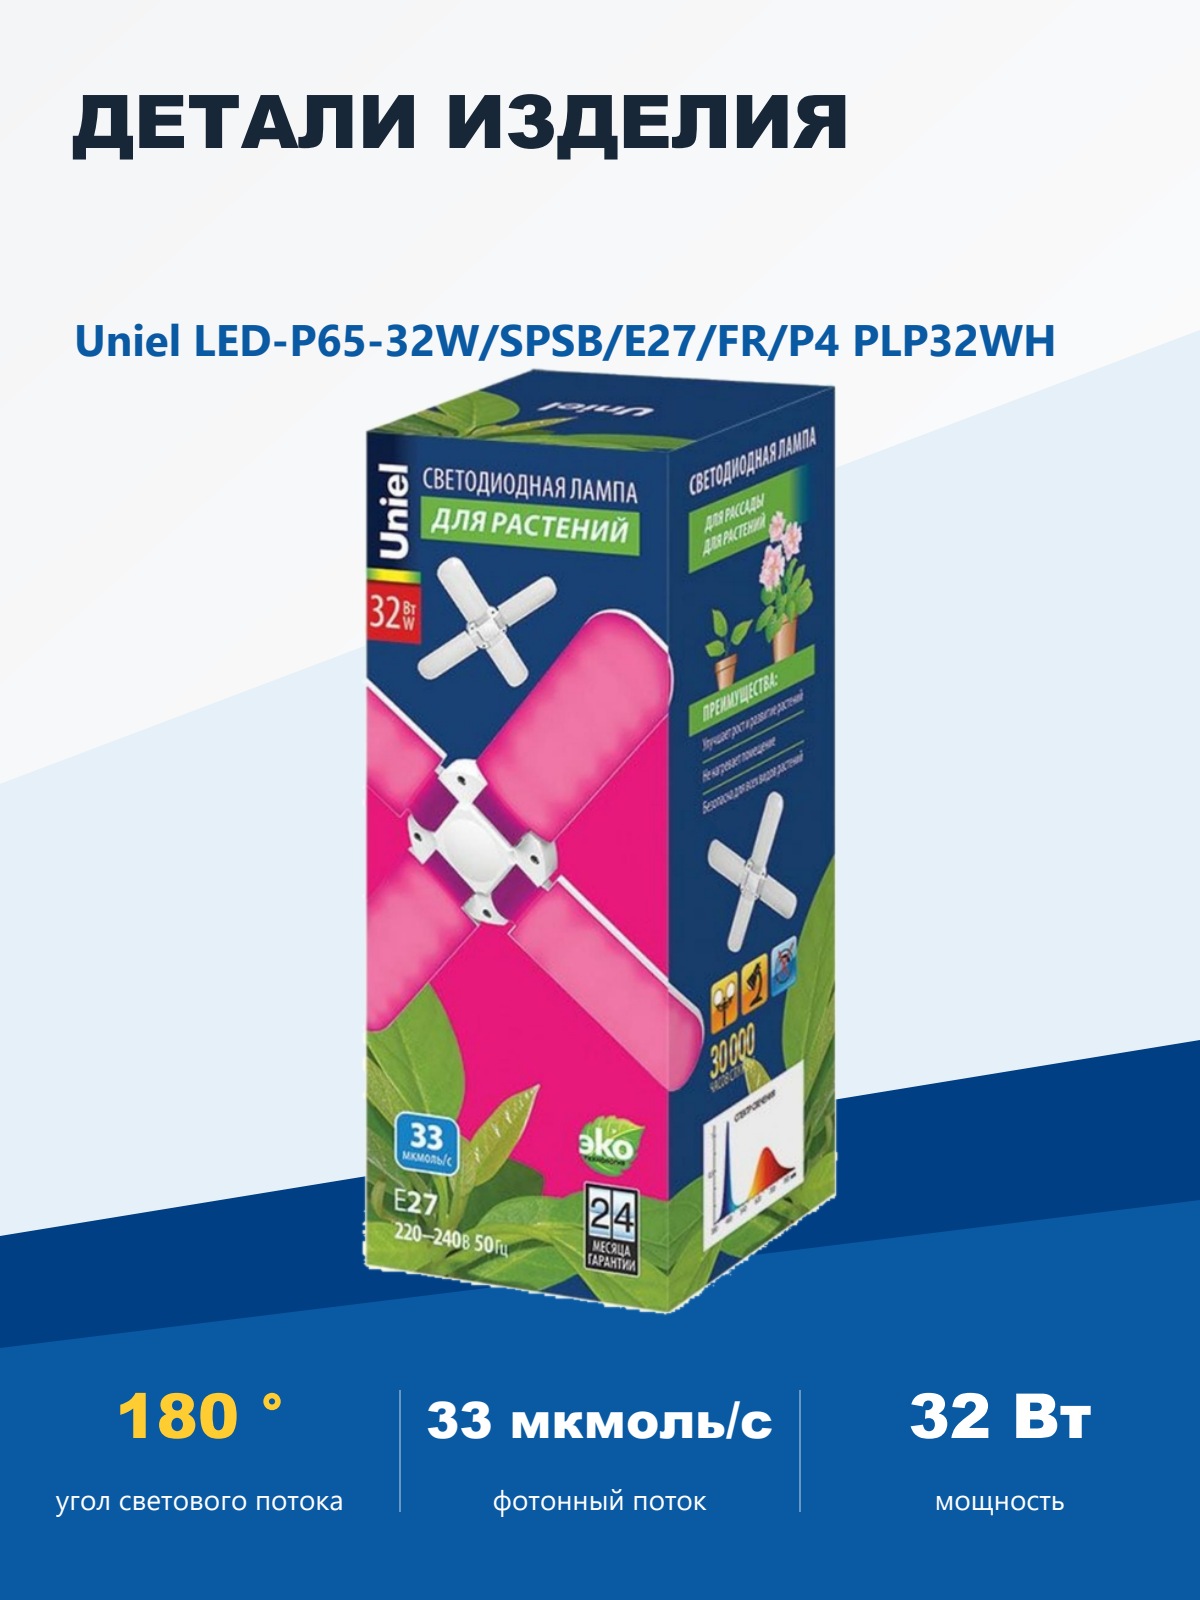 ДЕТАЛИ ИЗДЕЛИЯ
Uniel LED-P65-32W/SPSB/E27/FR/P4 PLP32WH
Uniel
Uniel
СВЕТОДИОДНАЯ ЛАМПА
ДЛЯ РАСТЕНИЙ
32 Вт W
СВЕТОДИОДНАЯ ЛАМПА
ДЛЯ РАССАДЫ
ДЛЯ РАСТЕНИЙ
ПРЕИМУЩЕСТВА:
Улучшает рост и развитие растений
Не нагревает помещение
Безопасно для всех видов растений
30 000
СПЕКТР СВЕЧЕНИЯ
33
мкмоль/с
эко
E27
220–240В 50Гц
24
МЕСЯЦА
ГАРАНТИИ
180 °
угол светового потока
33 мкмоль/с
фотонный поток
32 Вт
мощность